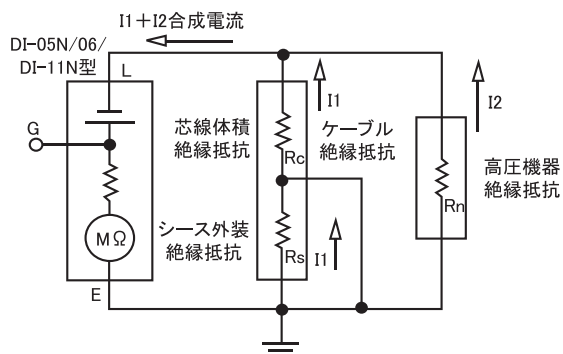 I1＋I2合成電流
DI-05N/06/
DI-11N型
L
G
芯線体積
絶縁抵抗
Rc
I1
ケーブル
絶縁抵抗
I2
高圧機器
絶縁抵抗
Rn
MΩ
シース外装
絶縁抵抗
Rs
I1
E